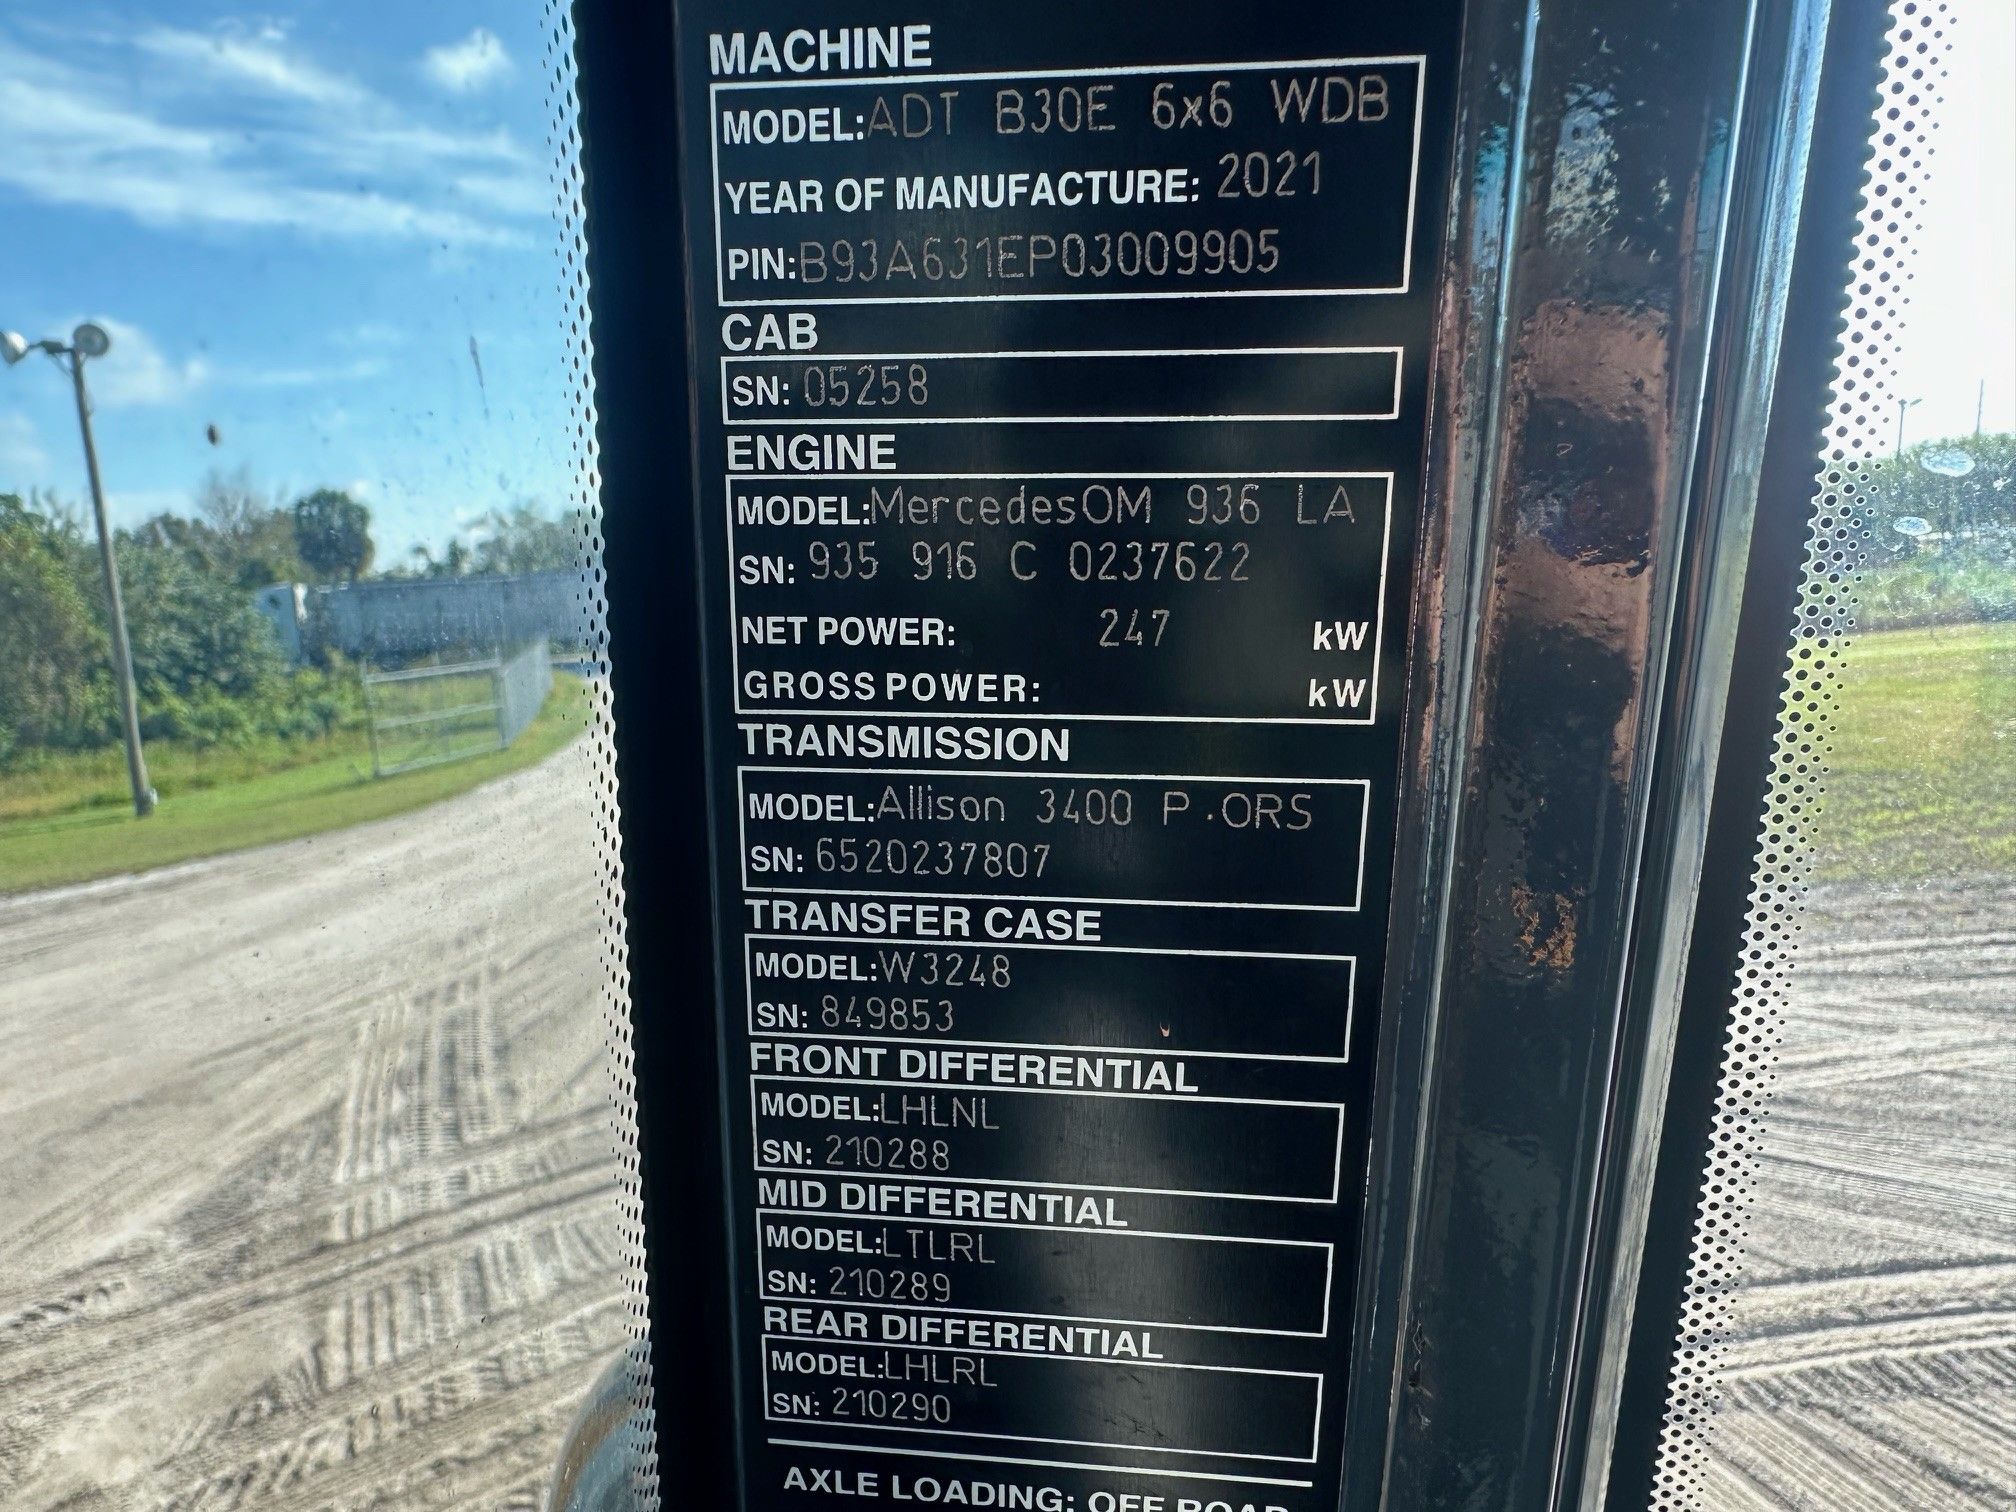 MACHINE
MODEL: ADT B30E 6x6 WDB
YEAR OF MANUFACTURE: 2021
PIN: B93A631EP03009905
CAB
SN: 05258
ENGINE
MODEL: MercedesOM 936 LA
SN: 935 916 C 0237622
NET POWER: 247 kW
GROSS POWER: kW
TRANSMISSION
MODEL: Allison 3400 P.ORS
SN: 6520237807
TRANSFER CASE
MODEL: W3248
SN: 849853
FRONT DIFFERENTIAL
MODEL: LHLNL
SN: 210288
MID DIFFERENTIAL
MODEL: LTLRL
SN: 210289
REAR DIFFERENTIAL
MODEL: LHLRL
SN: 210290
AXLE LOADING: OFF ROAD